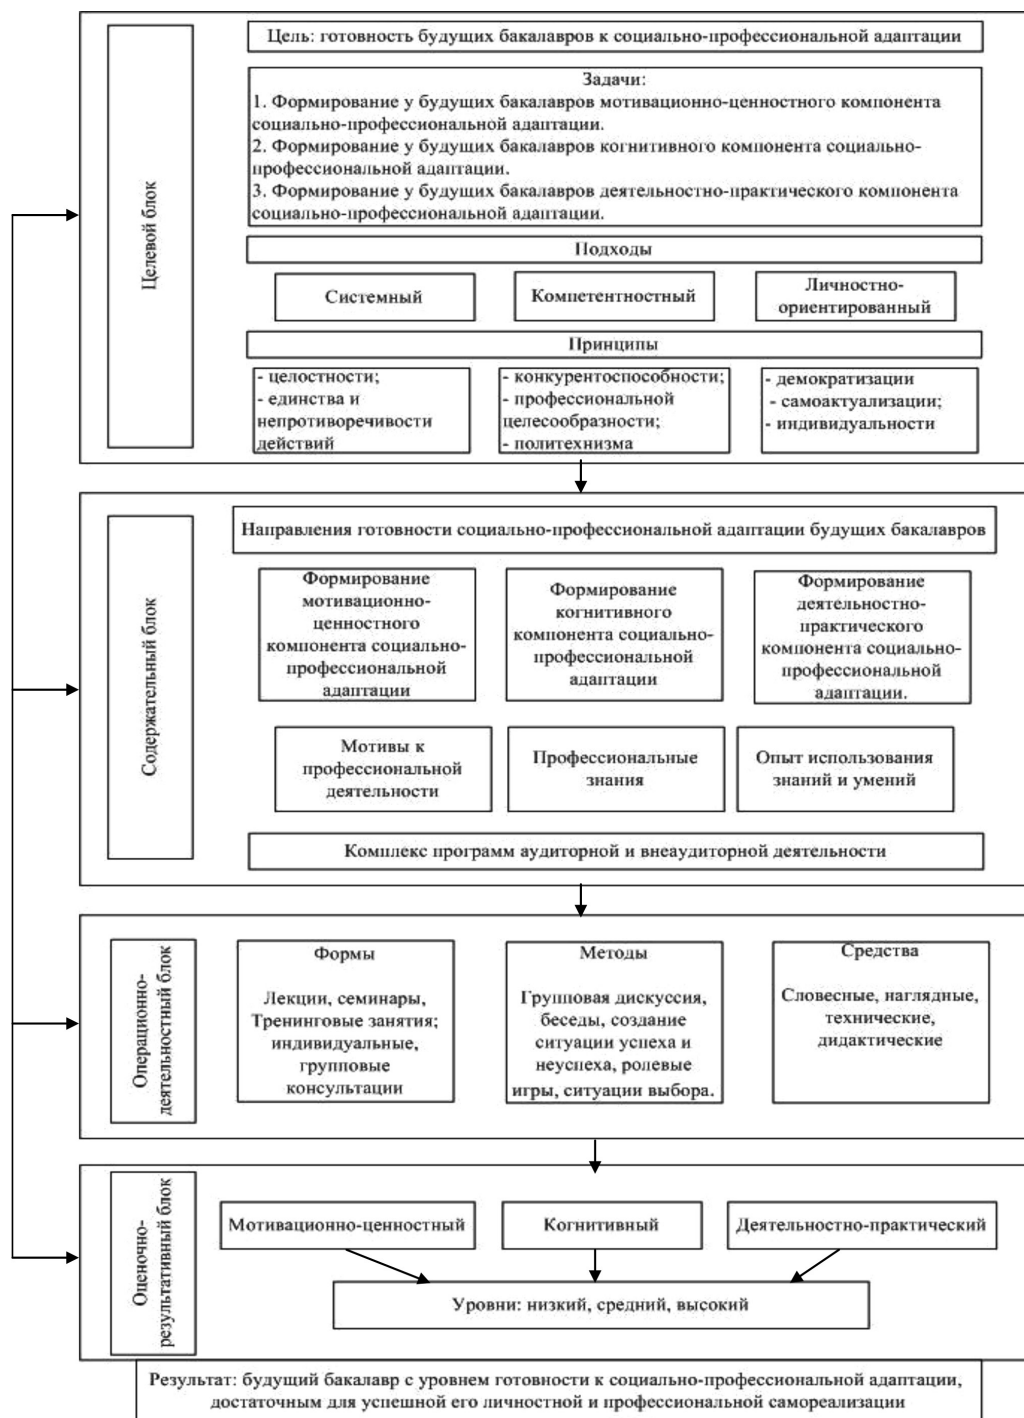 Целевой блок
Цель: готовность будущих бакалавров к социально-профессиональной адаптации
Задачи:
1. Формирование у будущих бакалавров мотивационно-ценностного компонента
социально-профессиональной адаптации.
2. Формирование у будущих бакалавров когнитивного компонента социально-
профессиональной адаптации.
3. Формирование у будущих бакалавров деятельностно-практического компонента
социально-профессиональной адаптации.
Подходы
Системный
Компетентностный
Личностно-
ориентированный
Принципы
- целостности;
- единства и
непротиворечивости
действий
- конкурентоспособности;
- профессиональной
целесообразности;
- политехнизма
- демократизации
- самоактуализации;
- индивидуальности
Содержательный блок
Направления готовности социально-профессиональной адаптации будущих бакалавров
Формирование
мотивационно-
ценностного
компонента социально-
профессиональной
адаптации
Формирование
когнитивного
компонента социально-
профессиональной
адаптации
Формирование
деятельностно-
практического
компонента социально-
профессиональной
адаптации.
Мотивы к
профессиональной
деятельности
Профессиональные
знания
Опыт использования
знаний и умений
Комплекс программ аудиторной и внеаудиторной деятельности
Операционно-
деятельностный блок
Формы
Лекции, семинары,
Тренинговые занятия;
индивидуальные,
групповые
консультации
Методы
Групповая дискуссия,
беседы, создание
ситуации успеха и
неуспеха, ролевые
игры, ситуации выбора.
Средства
Словесные, наглядные,
технические,
дидактические
Оценочно-
результативный блок
Мотивационно-ценностный
Когнитивный
Деятельностно-практический
Уровни: низкий, средний, высокий
Результат: будущий бакалавр с уровнем готовности к социально-профессиональной адаптации,
достаточным для успешной его личностной и профессиональной самореализации